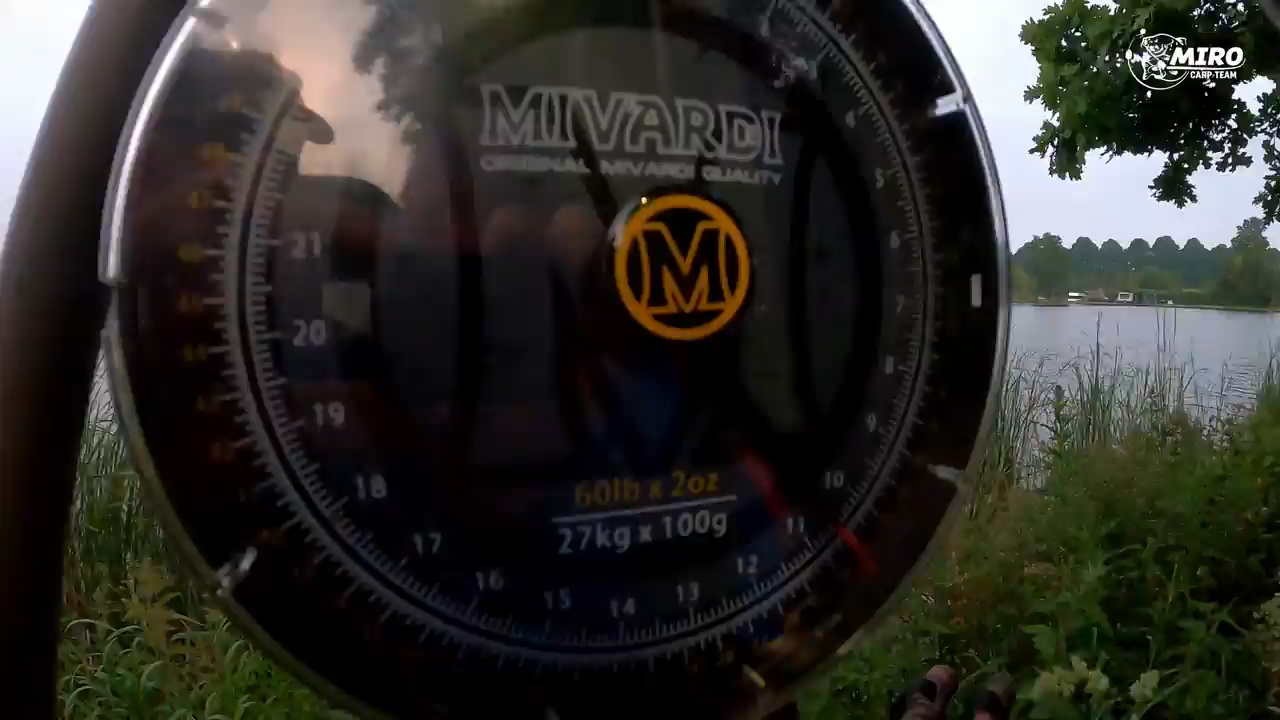 MIRO
CARP TEAM
MIVARDI
ORIGINAL MIVARDI QUALITY
M
4
5
6
7
8
9
10
11
12
13
14
15
16
17
18
19
20
21
60lb x 2oz
27kg x 100g